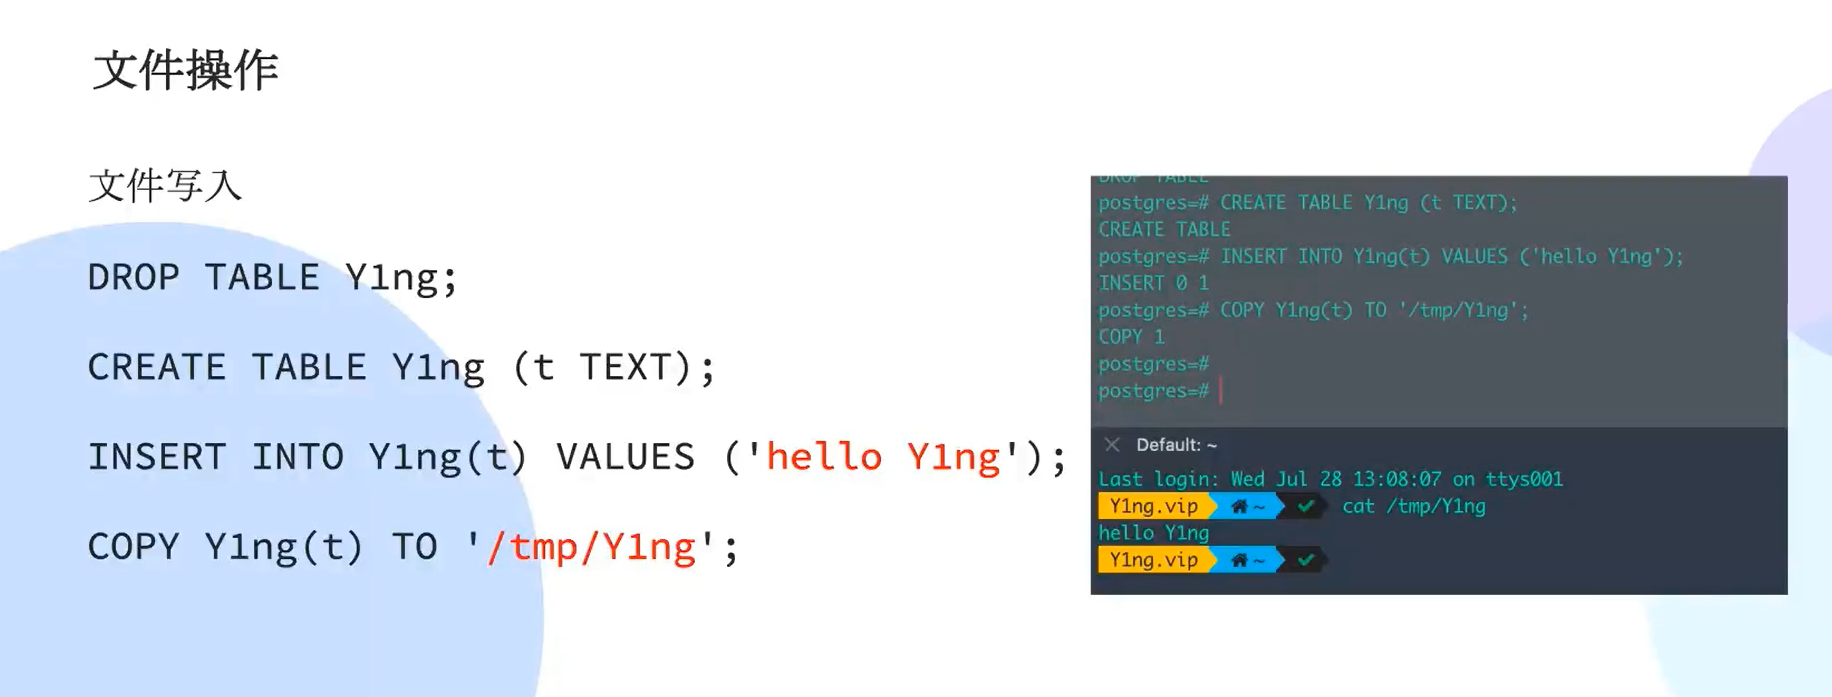 文件操作
文件写入
DROP TABLE Y1ng;
CREATE TABLE Y1ng (t TEXT);
INSERT INTO Y1ng(t) VALUES ('hello Y1ng');
COPY Y1ng(t) TO '/tmp/Y1ng';
DROP TABLE
postgres=# CREATE TABLE Y1ng (t TEXT);
CREATE TABLE
postgres=# INSERT INTO Y1ng(t) VALUES ('hello Y1ng');
INSERT 0 1
postgres=# COPY Y1ng(t) TO '/tmp/Y1ng';
COPY 1
postgres=#
postgres=#
Default: ~
Last login: Wed Jul 28 13:08:07 on ttys001
Y1ng.vip ~ ✓ cat /tmp/Y1ng
hello Y1ng
Y1ng.vip ~ ✓